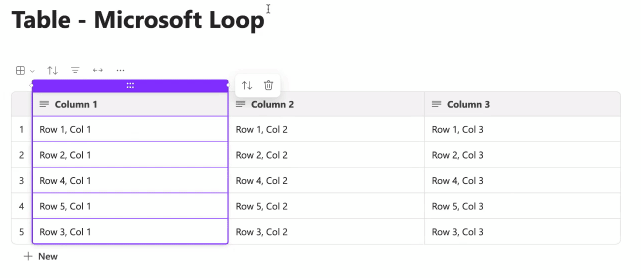 Table - Microsoft Loop
Column 1 Column 2 Column 3
1 Row 1, Col 1 Row 1, Col 2 Row 1, Col 3
2 Row 2, Col 1 Row 2, Col 2 Row 2, Col 3
3 Row 4, Col 1 Row 4, Col 2 Row 4, Col 3
4 Row 5, Col 1 Row 5, Col 2 Row 5, Col 3
5 Row 3, Col 1 Row 3, Col 2 Row 3, Col 3
+ New